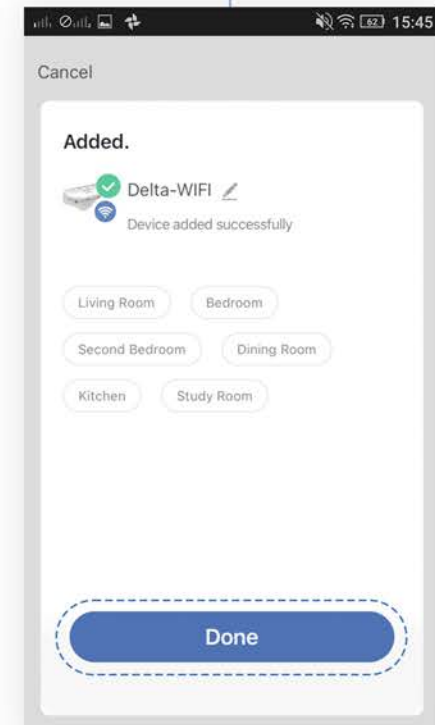 62 15:45
Cancel
Added.
Delta-WIFI
Device added successfully
Living Room Bedroom
Second Bedroom Dining Room
Kitchen Study Room
Done